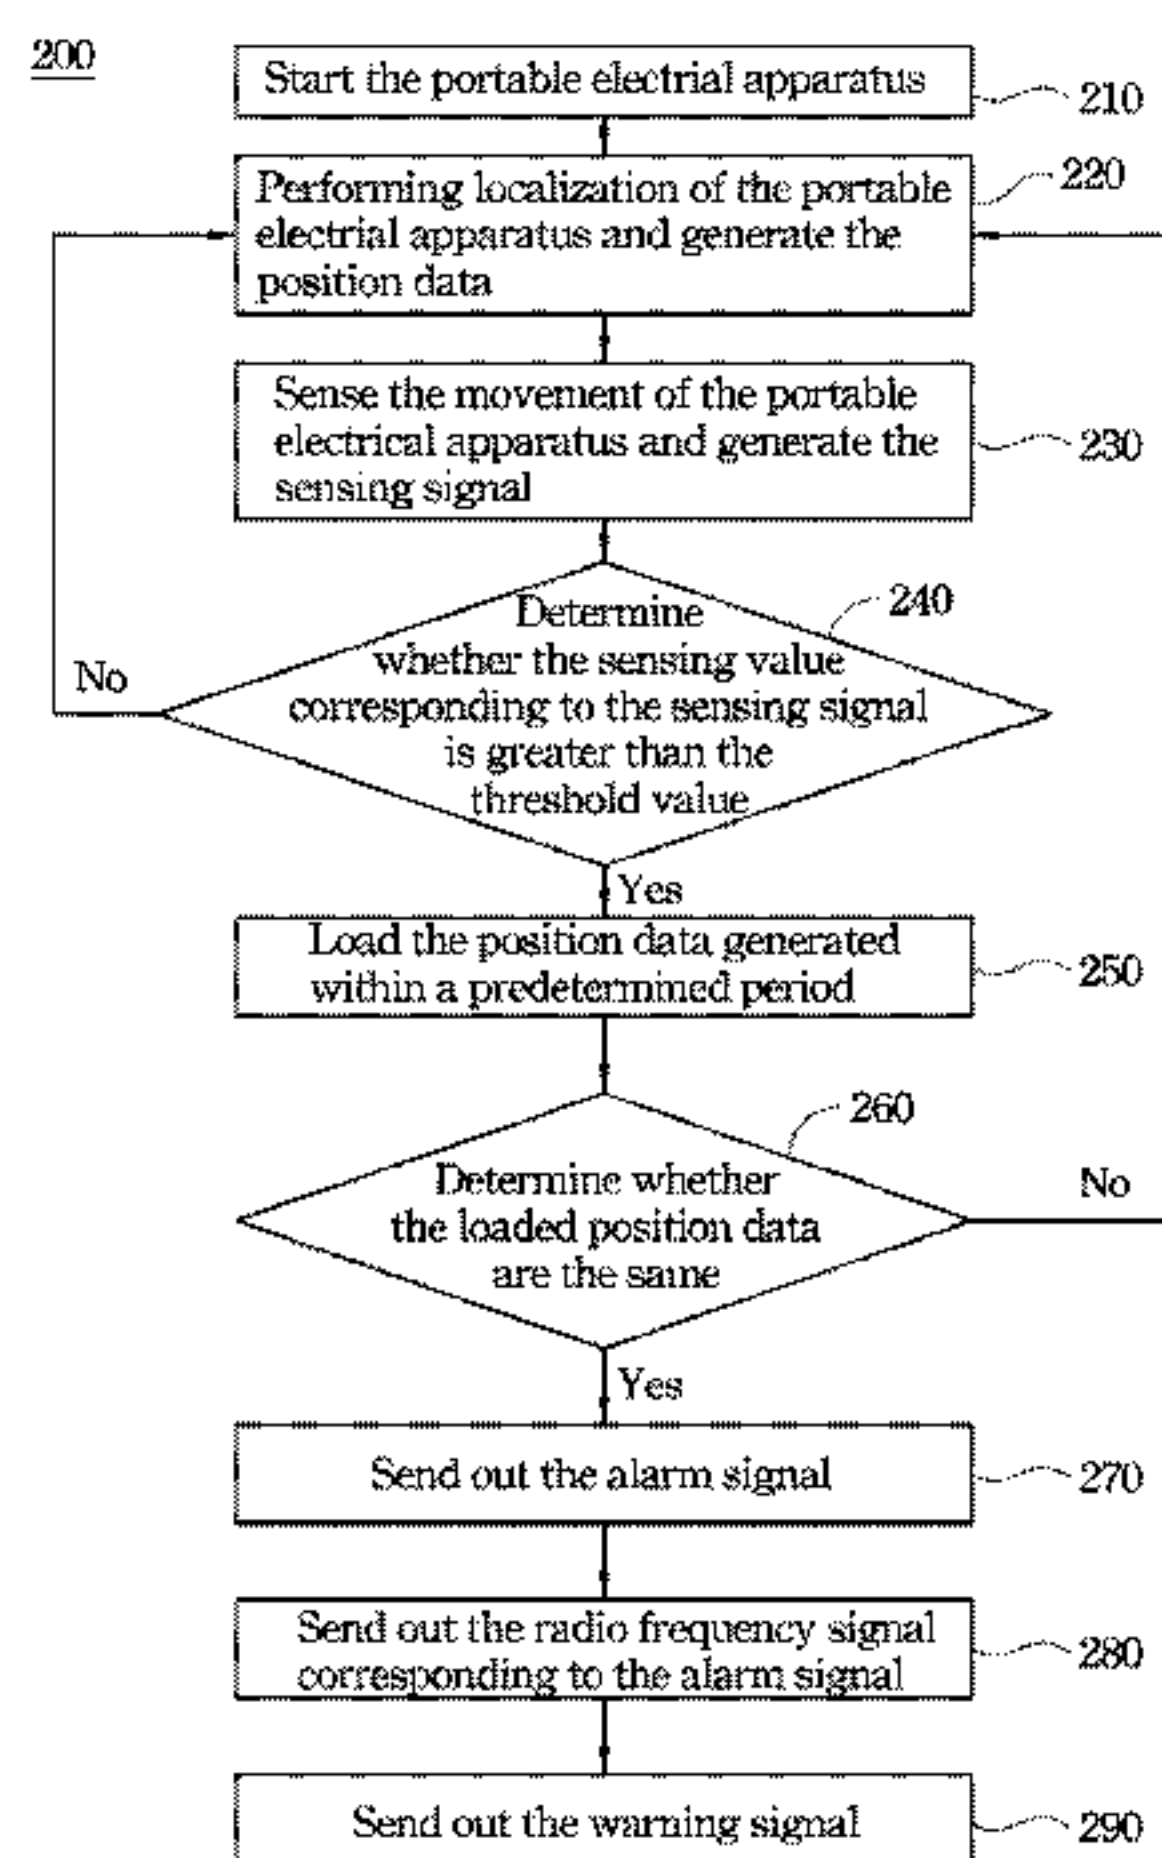 200
Start the portable electrial apparatus
210
Performing localization of the portable
electrial apparatus and generate the
position data
220
Sense the movement of the portable
electrical apparatus and generate the
sensing signal
230
Determine
whether the sensing value
corresponding to the sensing signal
is greater than the
threshold value
240
No
Yes
Load the position data generated
within a predetermined period
250
Determine whether
the loaded position data
are the same
260
No
Yes
Send out the alarm signal
270
Send out the radio frequency signal
corresponding to the alarm signal
280
Send out the warning signal
290